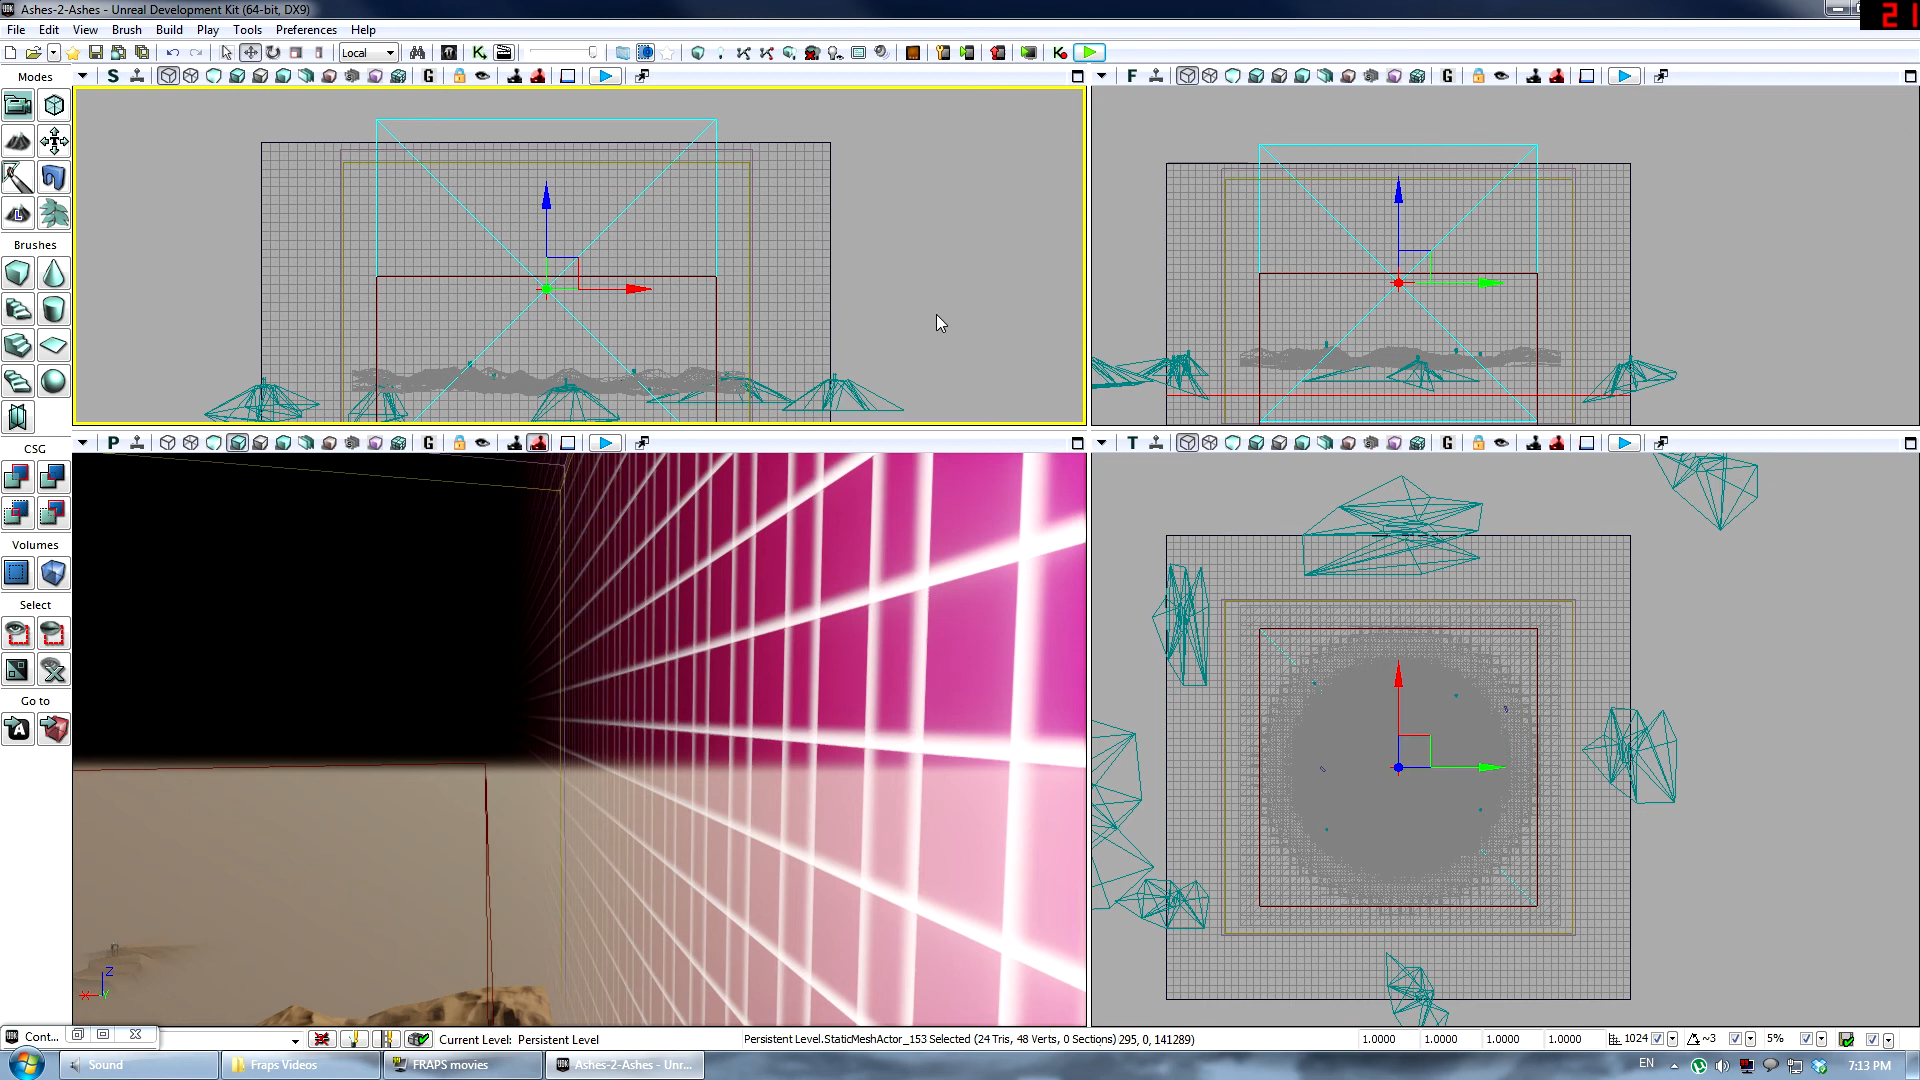 Ashes-2-Ashes - Unreal Development Kit (64-bit, DX9)
21
File Edit View Brush Build Play Tools Preferences Help
Local
Modes
S
G
F
G
L
Brushes
CSG
P
G
T
G
Volumes
Select
Go to
A
Z
X
Y
Cont...
Current Level: Persistent Level
Persistent Level.StaticMeshActor_153 Selected (24 Tris, 48 Verts, 0 Sections) 295, 0, 141289)
1.0000 1.0000 1.0000 1.0000
1024
~3
5%
Sound
Fraps Videos
FRAPS movies
Ashes-2-Ashes - Unr...
EN
7:13 PM